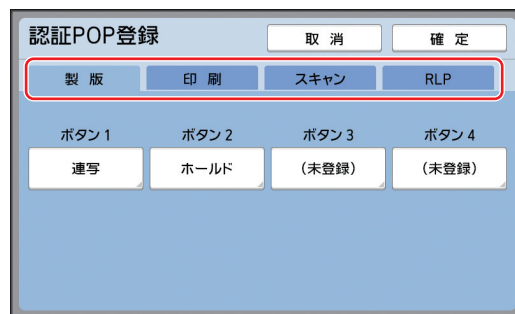 認証POP登録 取 消 確 定
製 版 印 刷 スキャン RLP
ボタン 1 ボタン 2 ボタン 3 ボタン 4
連写 ホールド (未登録) (未登録)